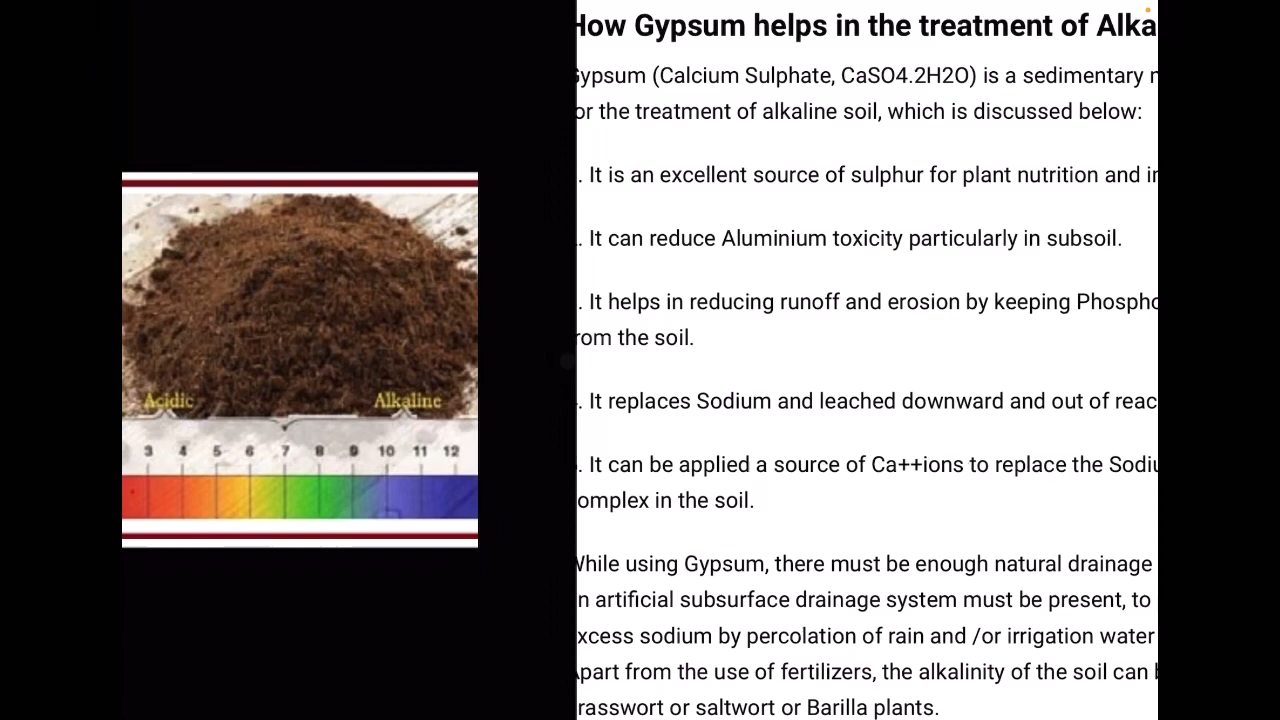 Acidic Alkaline
3 4 5 6 7 8 9 10 11 12
How Gypsum helps in the treatment of Alka
Gypsum (Calcium Sulphate, CaSO4.2H2O) is a sedimentary
or the treatment of alkaline soil, which is discussed below:
. It is an excellent source of sulphur for plant nutrition and
. It can reduce Aluminium toxicity particularly in subsoil.
. It helps in reducing runoff and erosion by keeping Phospho
rom the soil.
. It replaces Sodium and leached downward and out of reac
. It can be applied a source of Ca++ions to replace the Sodiu
omplex in the soil.
While using Gypsum, there must be enough natural drainage
n artificial subsurface drainage system must be present, to
xcess sodium by percolation of rain and /or irrigation water
Apart from the use of fertilizers, the alkalinity of the soil can
rasswort or saltwort or Barilla plants.